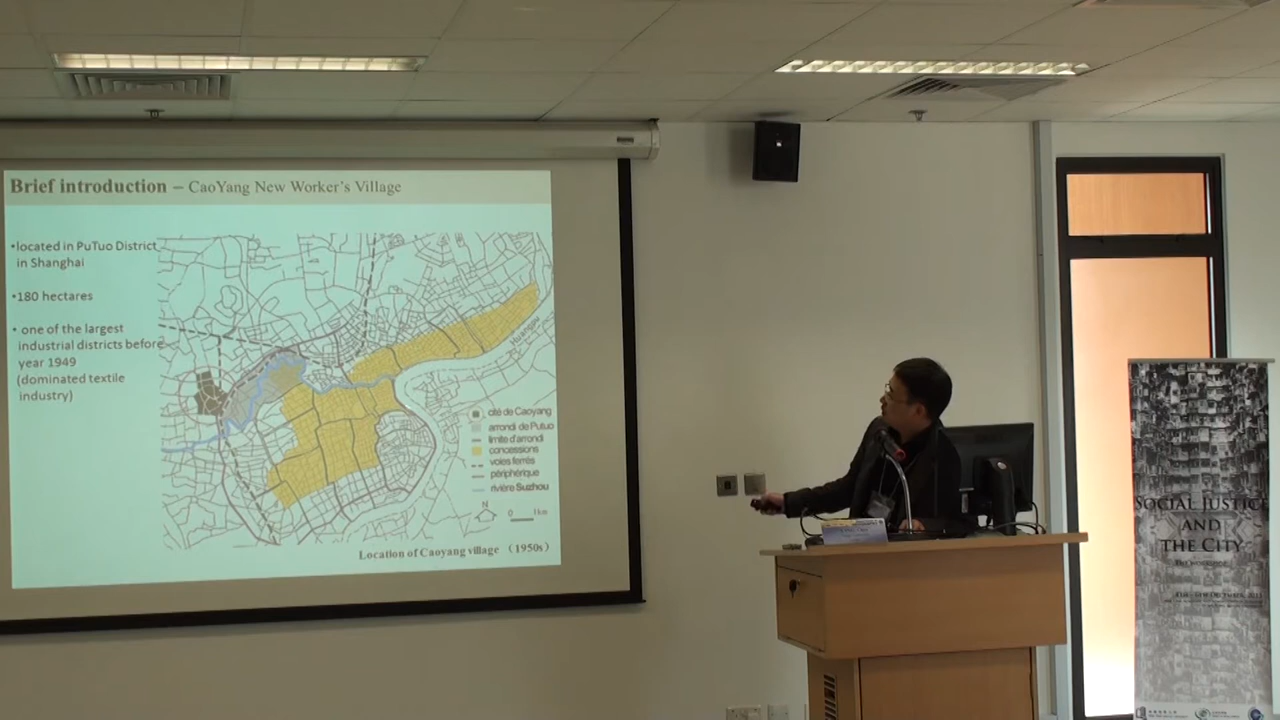 Brief introduction – CaoYang New Worker's Village
•located in PuTuo District
in Shanghai
•180 hectares
• one of the largest
industrial districts before
year 1949
(dominated textile
industry)
Huangpu
cité de Caoyang
arrondi de Putuo
limite d'arrondi
concessions
voies ferrés
périphérique
rivière Suzhou
N
0 1km
Location of Caoyang village （1950s）
SOCIAL JUSTICE
AND
THE CITY